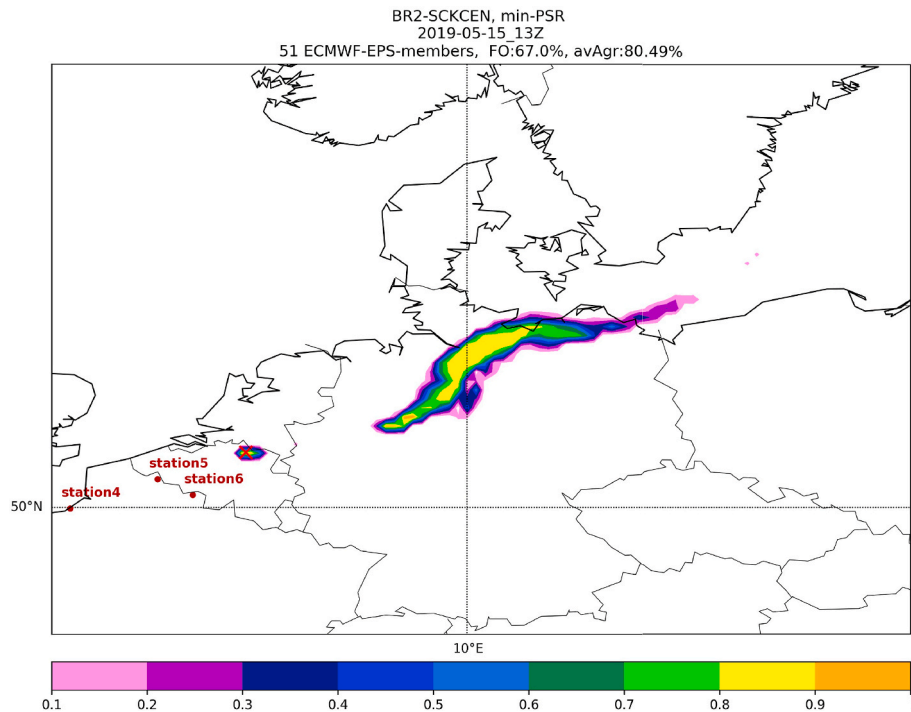 BR2-SCKCEN, min-PSR
2019-05-15_13Z
51 ECMWF-EPS-members, FO:67.0%, avAgr:80.49%
station5
station6
station4
50°N
10°E
0.1 0.2 0.3 0.4 0.5 0.6 0.7 0.8 0.9